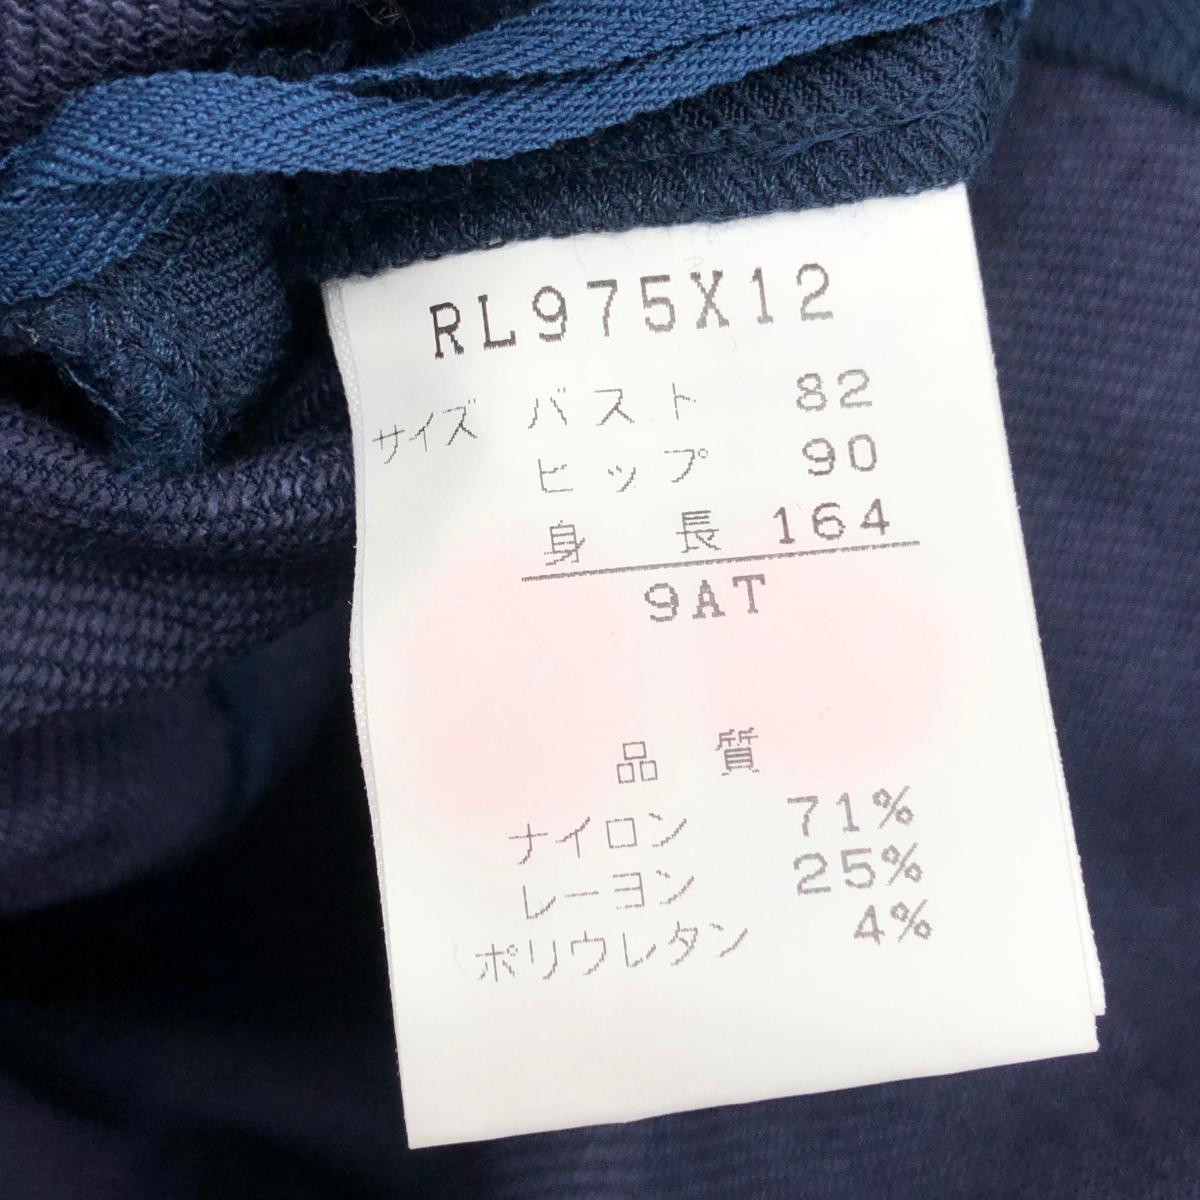 RL975X12
サイズ バスト 82
ヒップ 90
身長 164
9AT
品質
ナイロン 71%
レーヨン 25%
ポリウレタン 4%